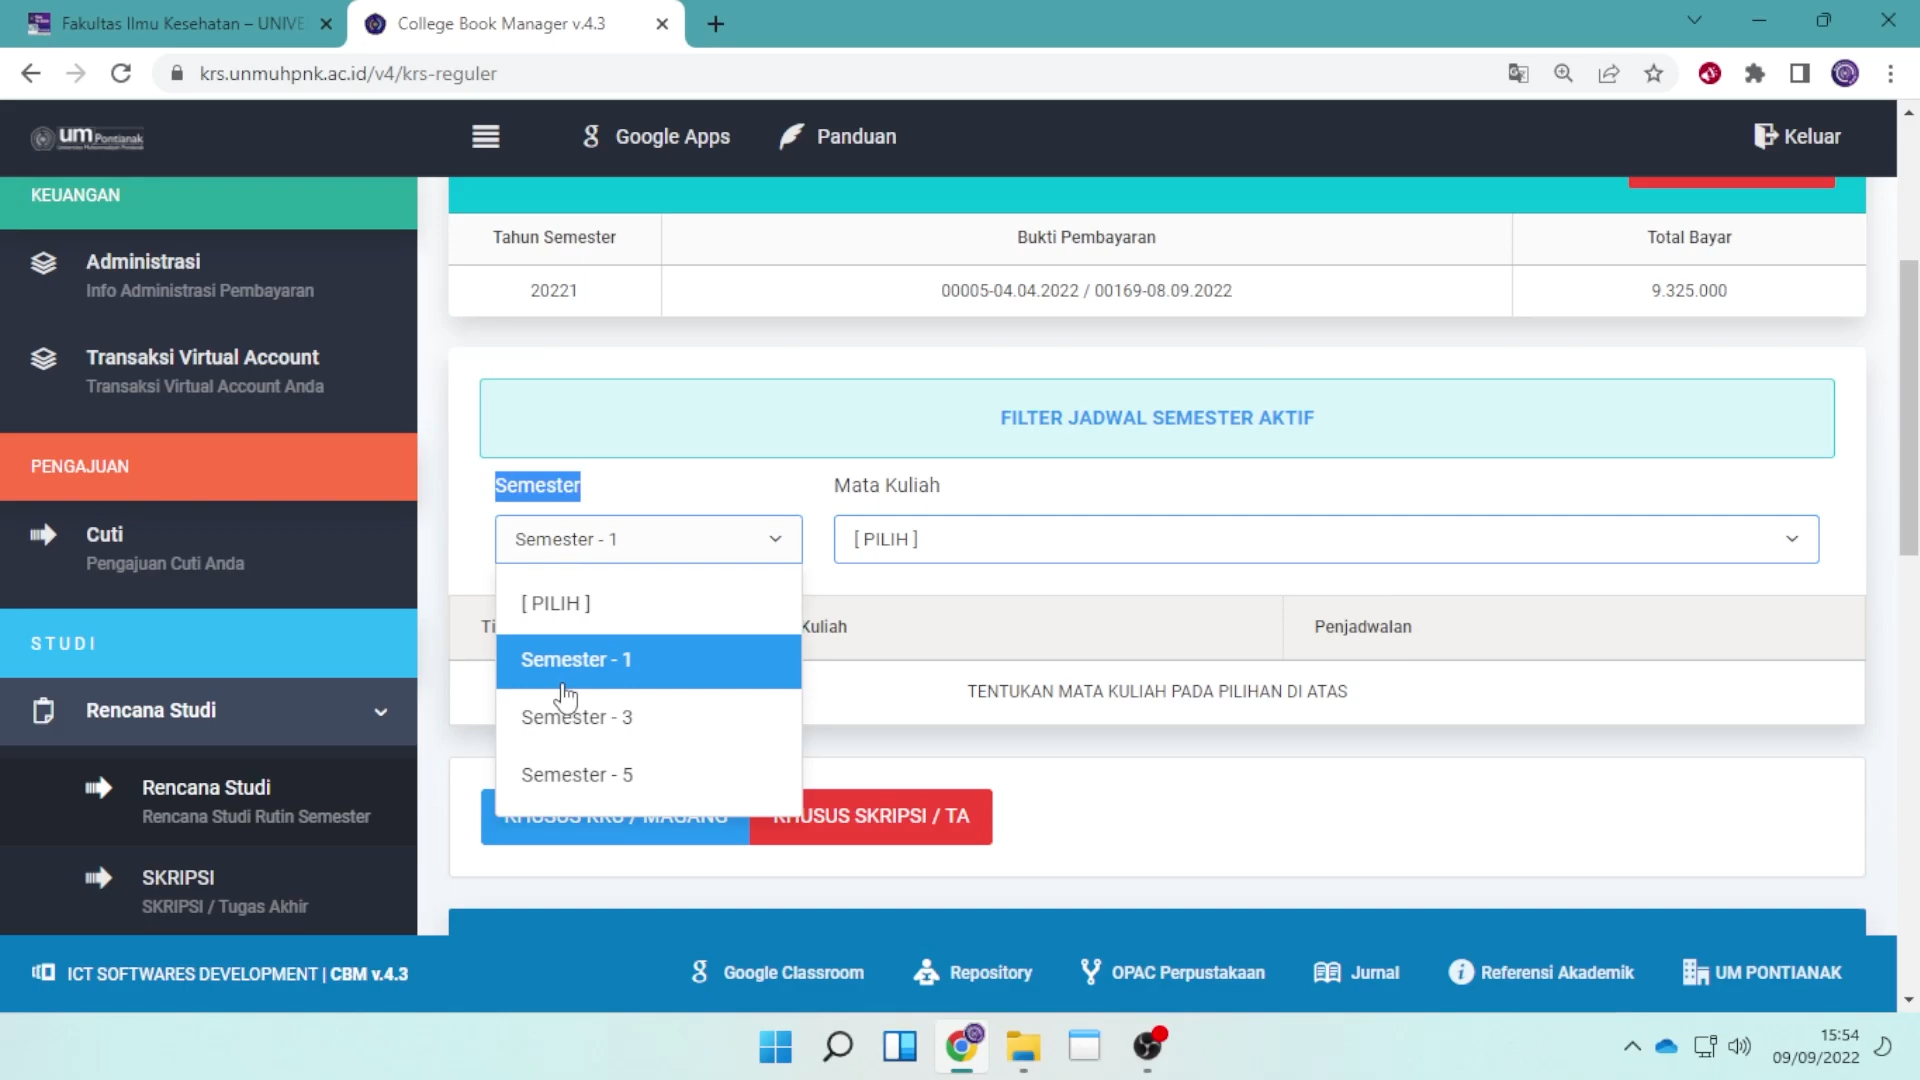 Fakultas Ilmu Kesehatan – UNIVE
College Book Manager v.4.3
krs.unmuhpnk.ac.id/v4/krs-reguler
um Pontianak
Google Apps
Panduan
Keluar
KEUANGAN
Administrasi
Info Administrasi Pembayaran
Transaksi Virtual Account
Transaksi Virtual Account Anda
PENGAJUAN
Cuti
Pengajuan Cuti Anda
STUDI
Rencana Studi
Rencana Studi
Rencana Studi Rutin Semester
SKRIPSI
SKRIPSI / Tugas Akhir
Tahun Semester Bukti Pembayaran Total Bayar
20221 00005-04.04.2022 / 00169-08.09.2022 9.325.000
FILTER JADWAL SEMESTER AKTIF
Semester Mata Kuliah
Semester - 1 [ PILIH ]
[ PILIH ]
Semester - 1
Semester - 3
Semester - 5
Ti Kuliah Penjadwalan
TENTUKAN MATA KULIAH PADA PILIHAN DI ATAS
KHUSUS KKU / MAGANG KHUSUS SKRIPSI / TA
ICT SOFTWARES DEVELOPMENT | CBM v.4.3
Google Classroom Repository OPAC Perpustakaan Jurnal Referensi Akademik UM PONTIANAK
15:54
09/09/2022